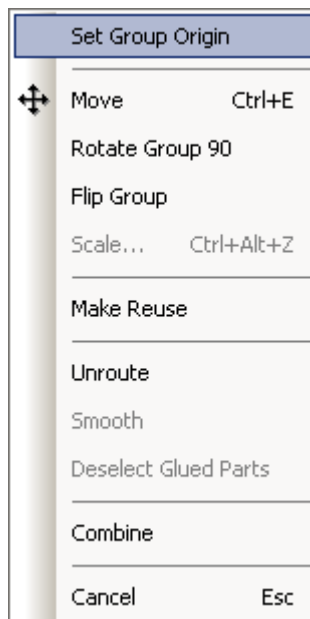 Set Group Origin
Move Ctrl+E
Rotate Group 90
Flip Group
Scale... Ctrl+Alt+Z
Make Reuse
Unroute
Smooth
Deselect Glued Parts
Combine
Cancel Esc